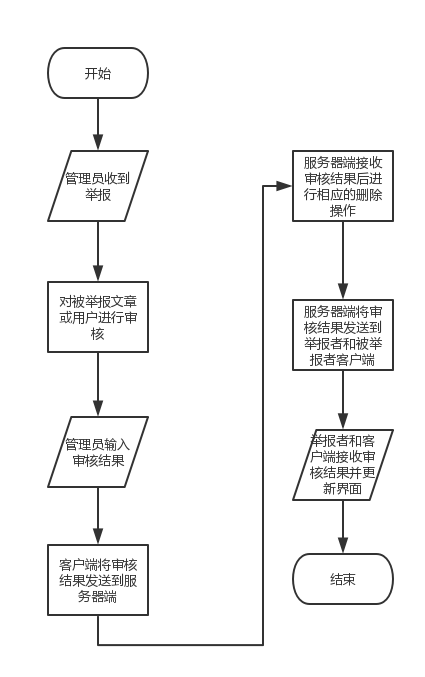 开始
管理员收到
举报
对被举报文章
或用户进行审
核
管理员输入
审核结果
客户端将审核
结果发送到服
务器端
服务器端接收
审核结果后进
行相应的删除
操作
服务器端将审
核结果发送到
举报者和被举
报者客户端
举报者和客
户端接收审
核结果并更
新界面
结束